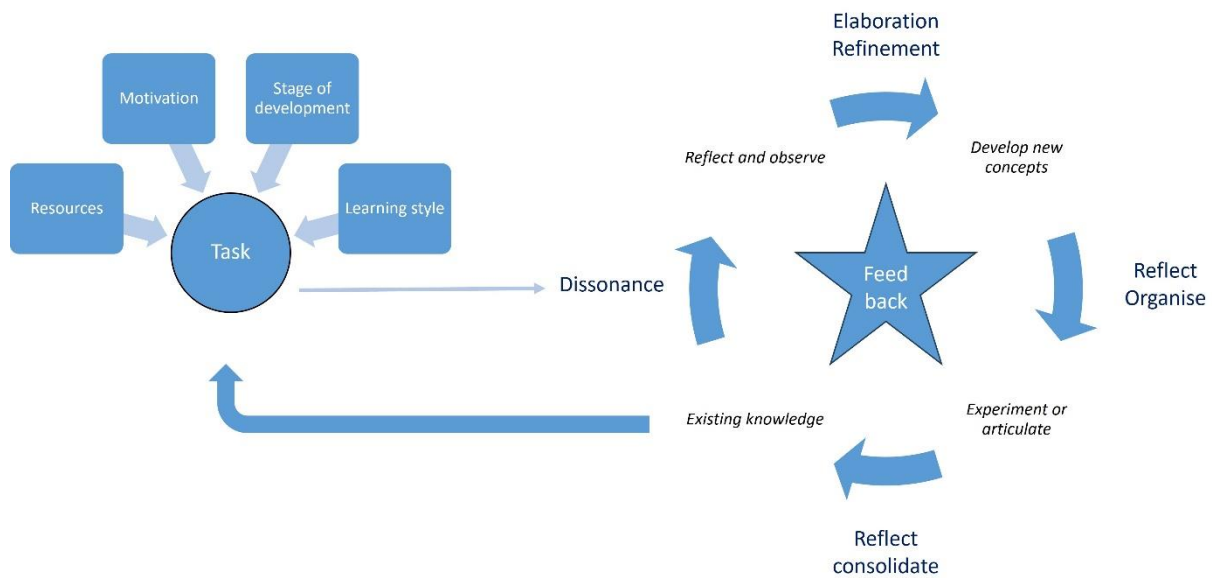 Motivation
Stage of
development
Resources
Learning style
Task
Dissonance
Elaboration
Refinement
Reflect and observe
Develop new
concepts
Feed
back
Reflect
Organise
Existing knowledge
Experiment or
articulate
Reflect
consolidate